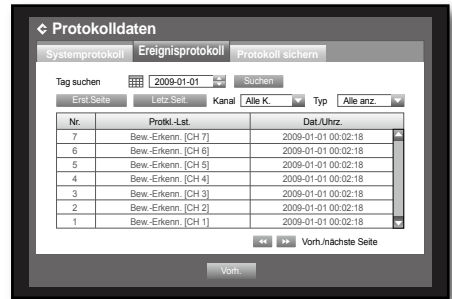 Protokolldaten
Systemprotokoll Ereignisprotokoll Protokoll sichern
Tag suchen 2009-01-01 Suchen
Erst.Seite Letz.Seit. Kanal Alle K. Typ Alle anz.
Nr. Protkl.-Lst. Dat./Uhrz.
7 Bew.-Erkenn. [CH 7] 2009-01-01 00:02:18
6 Bew.-Erkenn. [CH 6] 2009-01-01 00:02:18
5 Bew.-Erkenn. [CH 5] 2009-01-01 00:02:18
4 Bew.-Erkenn. [CH 4] 2009-01-01 00:02:18
3 Bew.-Erkenn. [CH 3] 2009-01-01 00:02:18
2 Bew.-Erkenn. [CH 2] 2009-01-01 00:02:18
1 Bew.-Erkenn. [CH 1] 2009-01-01 00:02:18
Vorh./nächste Seite
Vorh.